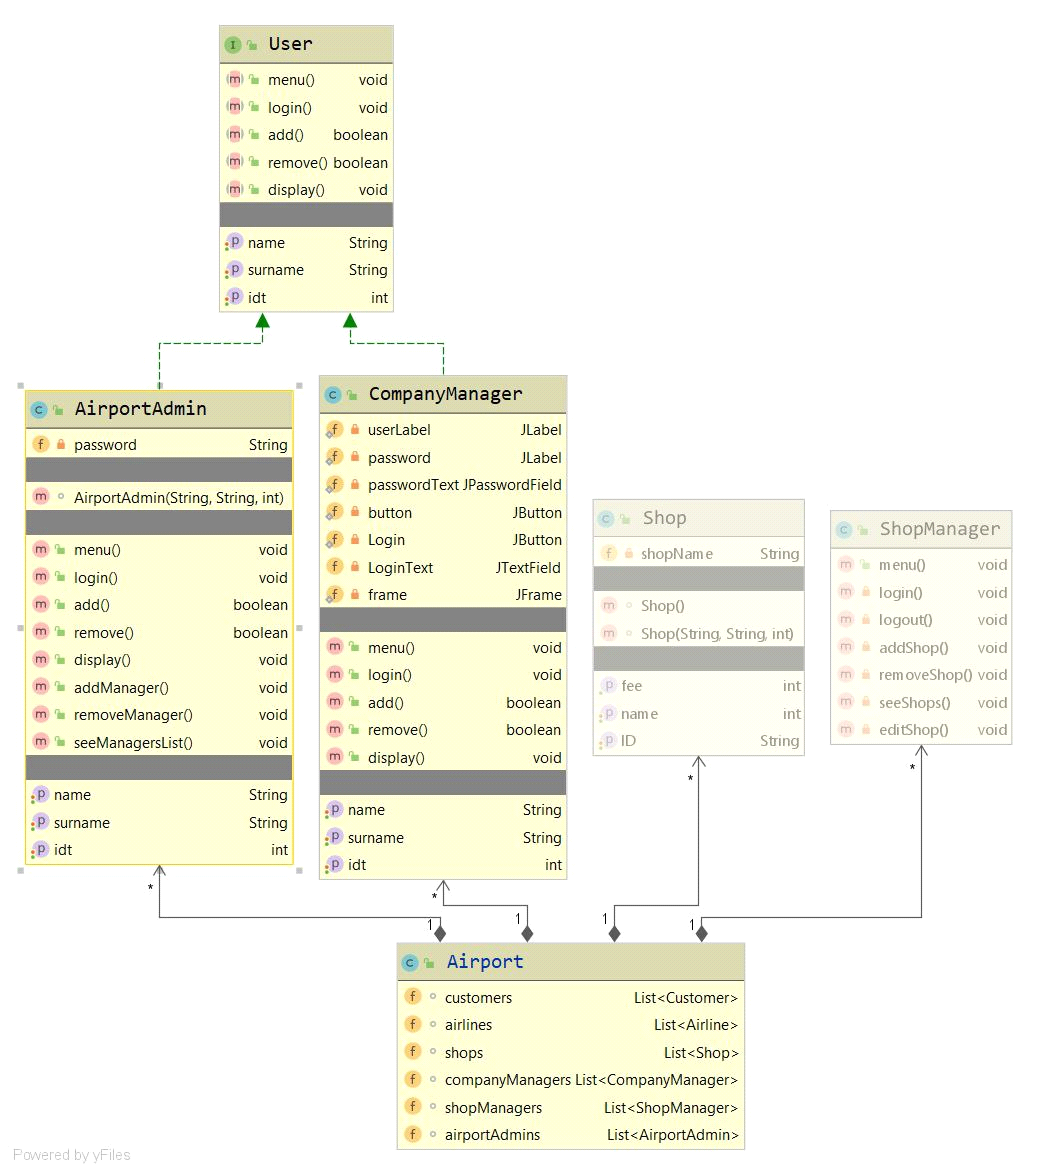 User
menu() void
login() void
add() boolean
remove() boolean
display() void
name String
surname String
idt int
AirportAdmin
password String
AirportAdmin(String, String, int)
menu() void
login() void
add() boolean
remove() boolean
display() void
addManager() void
removeManager() void
seeManagersList() void
name String
surname String
idt int
CompanyManager
userLabel JLabel
password JLabel
passwordText JPasswordField
button JButton
Login JButton
LoginText JTextField
frame JFrame
menu() void
login() void
add() boolean
remove() boolean
display() void
name String
surname String
idt int
Shop
shopName String
Shop()
Shop(String, String, int)
fee int
name int
ID String
ShopManager
menu() void
login() void
logout() void
addShop() void
removeShop() void
seeShops() void
editShop() void
* * * *
1 1 1 1
Airport
customers List<Customer>
airlines List<Airline>
shops List<Shop>
companyManagers List<CompanyManager>
shopManagers List<ShopManager>
airportAdmins List<AirportAdmin>
Powered by yFiles